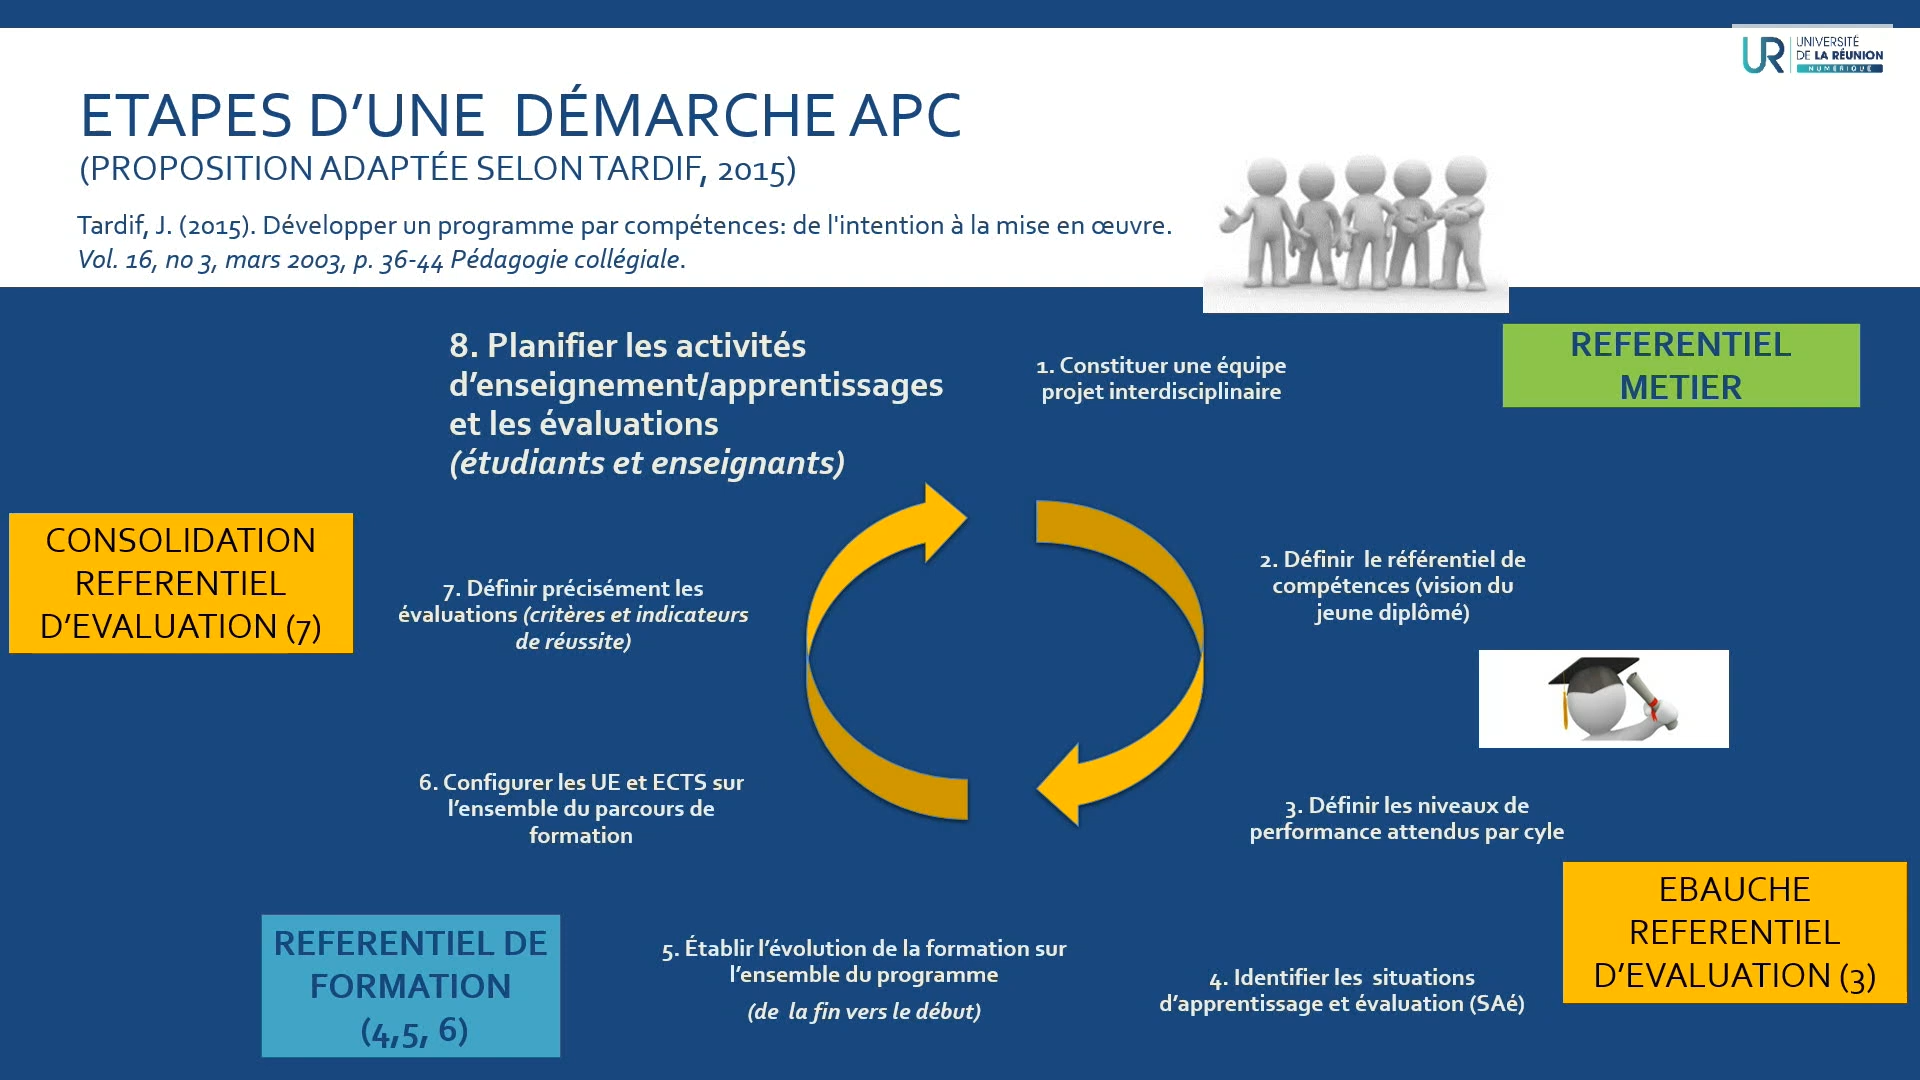 UR UNIVERSITÉ
DE LA RÉUNION
NUMÉRIQUE
ETAPES D’UNE DÉMARCHE APC
(PROPOSITION ADAPTÉE SELON TARDIF, 2015)
Tardif, J. (2015). Développer un programme par compétences: de l'intention à la mise en œuvre.
Vol. 16, no 3, mars 2003, p. 36-44 Pédagogie collégiale.
8. Planifier les activités
d’enseignement/apprentissages
et les évaluations
(étudiants et enseignants)
1. Constituer une équipe
projet interdisciplinaire
REFERENTIEL
METIER
2. Définir le référentiel de
compétences (vision du
jeune diplômé)
3. Définir les niveaux de
performance attendus par cyle
EBAUCHE
REFERENTIEL
D’EVALUATION (3)
4. Identifier les situations
d’apprentissage et évaluation (SAé)
5. Établir l’évolution de la formation sur
l’ensemble du programme
(de la fin vers le début)
REFERENTIEL DE
FORMATION
(4,5, 6)
6. Configurer les UE et ECTS sur
l’ensemble du parcours de
formation
7. Définir précisément les
évaluations (critères et indicateurs
de réussite)
CONSOLIDATION
REFERENTIEL
D’EVALUATION (7)